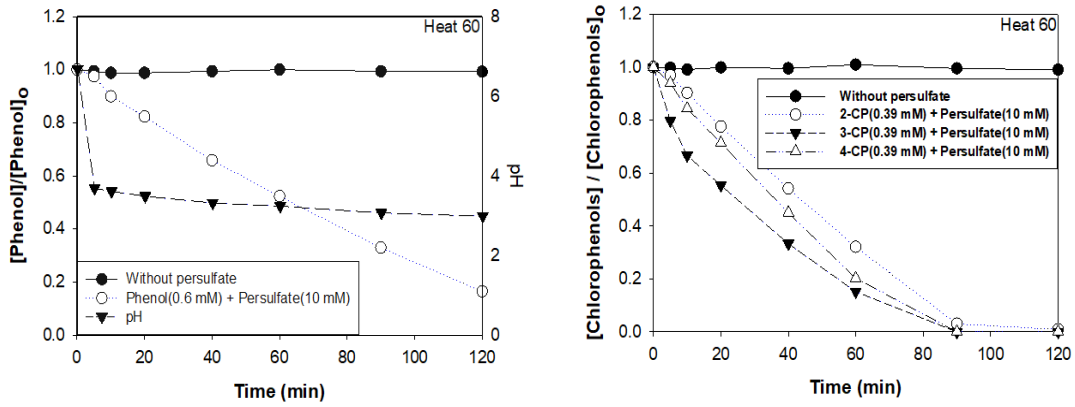 Heat 60
[Phenol]/[Phenol]o
1.2
1.0
0.8
0.6
0.4
0.2
0.0
8
6
4
2
0
pH
Without persulfate
Phenol(0.6 mM) + Persulfate(10 mM)
pH
0 20 40 60 80 100 120
Time (min)
Heat 60
[Chlorophenols] / [Chlorophenols]o
1.2
1.0
0.8
0.6
0.4
0.2
0.0
Without persulfate
2-CP(0.39 mM) + Persulfate(10 mM)
3-CP(0.39 mM) + Persulfate(10 mM)
4-CP(0.39 mM) + Persulfate(10 mM)
0 20 40 60 80 100 120
Time (min)